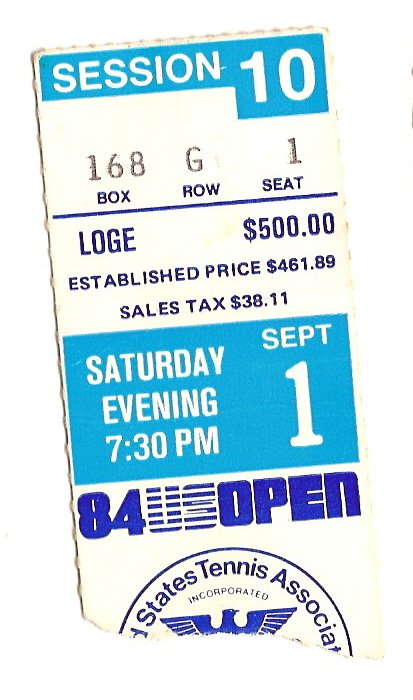 SESSION 10
168 G 1
BOX ROW SEAT
LOGE $500.00
ESTABLISHED PRICE $461.89
SALES TAX $38.11
SATURDAY
EVENING
7:30 PM
SEPT
1
84 US OPEN
d States Tennis Associat
INCORPORATED